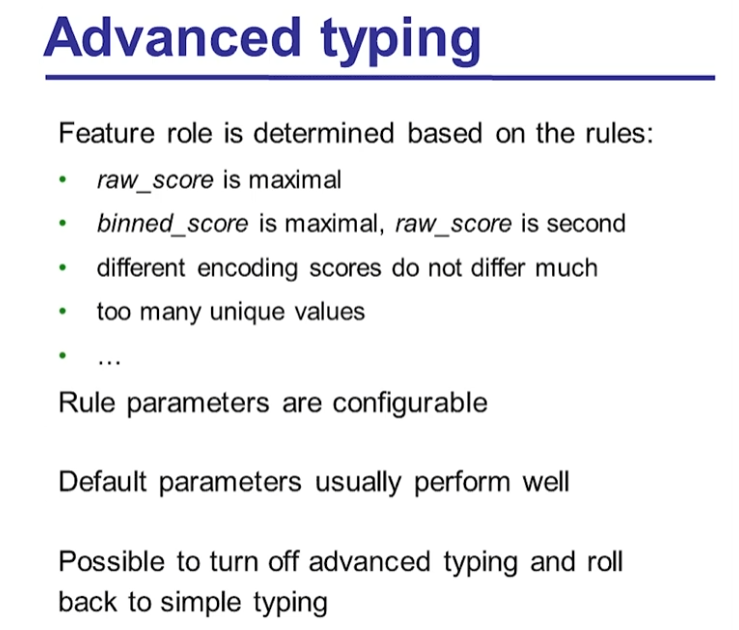 Advanced typing
Feature role is determined based on the rules:
• raw_score is maximal
• binned_score is maximal, raw_score is second
• different encoding scores do not differ much
• too many unique values
• ...
Rule parameters are configurable
Default parameters usually perform well
Possible to turn off advanced typing and roll
back to simple typing